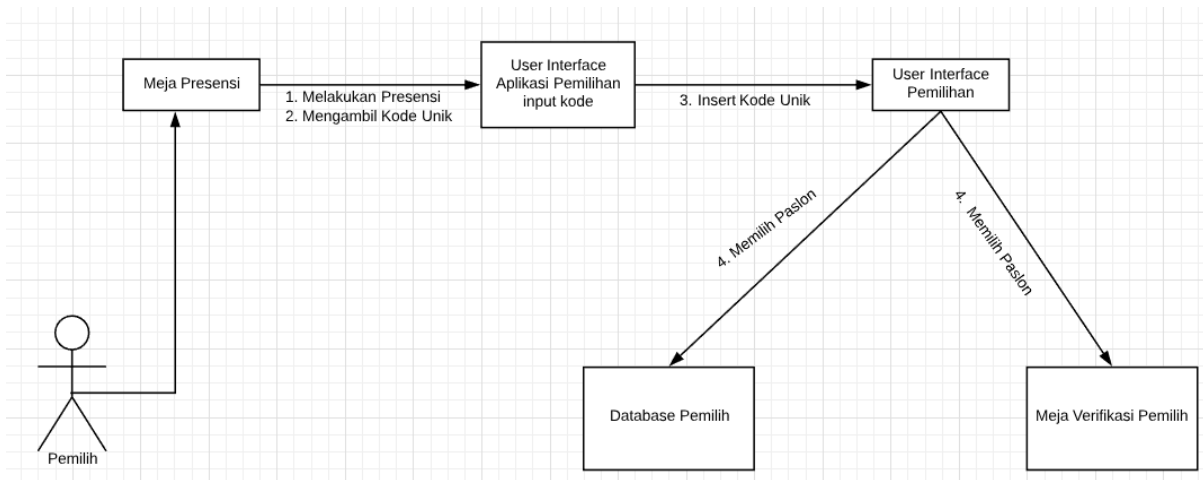 Meja Presensi
1. Melakukan Presensi
2. Mengambil Kode Unik
User Interface
Aplikasi Pemilihan
input kode
3. Insert Kode Unik
User Interface
Pemilihan
4. Memilih Paslon
4. Memilih Paslon
Database Pemilih
Meja Verifikasi Pemilih
Pemilih